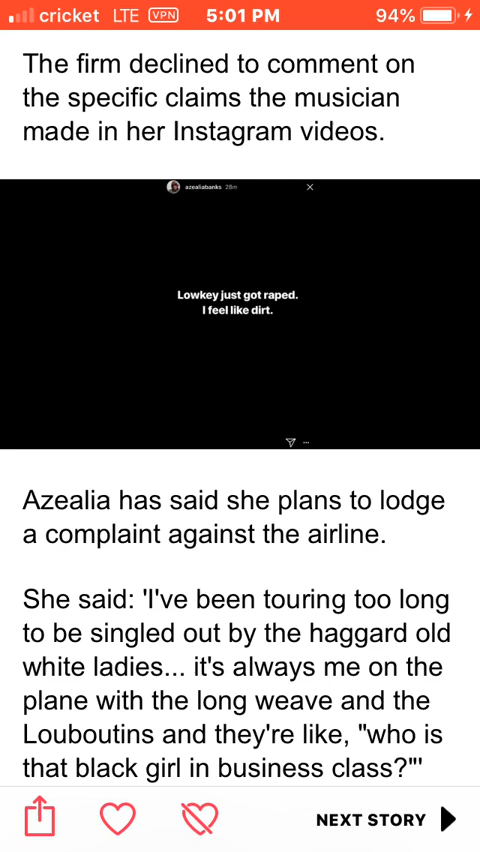 cricket LTE VPN 5:01 PM 94%
The firm declined to comment on
the specific claims the musician
made in her Instagram videos.
azealiabanks 28m
Lowkey just got raped.
I feel like dirt.
Azealia has said she plans to lodge
a complaint against the airline.
She said: 'I've been touring too long
to be singled out by the haggard old
white ladies... it's always me on the
plane with the long weave and the
Louboutins and they're like, "who is
that black girl in business class?"'
NEXT STORY